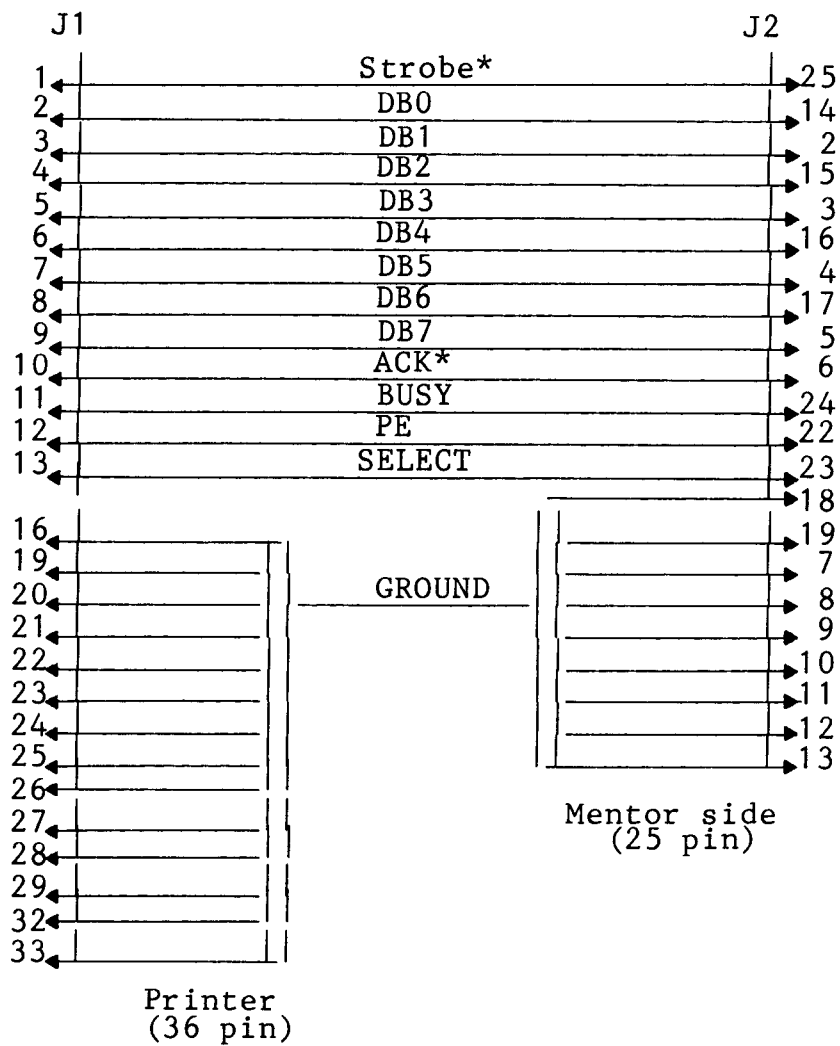 J1 J2
1 Strobe* 25
2 DB0 14
3 DB1 2
4 DB2 15
5 DB3 3
6 DB4 16
7 DB5 4
8 DB6 17
9 DB7 5
10 ACK* 6
11 BUSY 24
12 PE 22
13 SELECT 23
18
16 19
19 7
20 GROUND 8
21 9
22 10
23 11
24 12
25 13
26
27
28
29
32
33
Mentor side
(25 pin)
Printer
(36 pin)